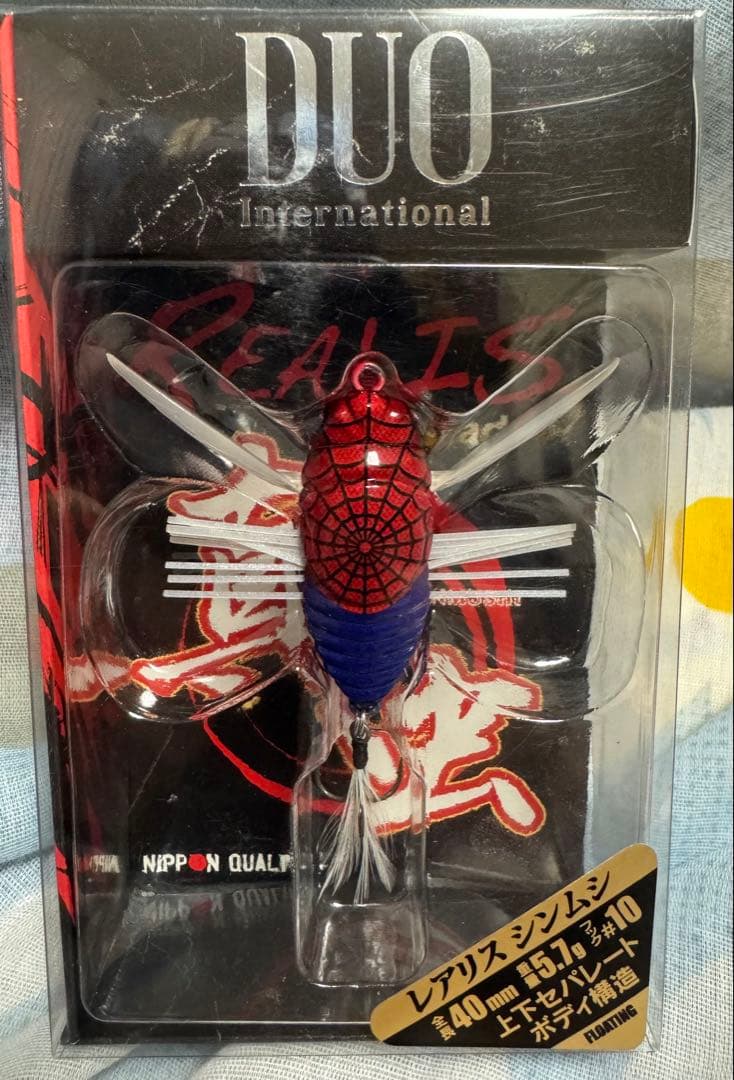 DUO
International
REALIS
真虫
NIPPON QUALI
レアリス シンムシ
全長40mm 重量5.7g フック#10
上下セパレート
ボディ構造
FLOATING